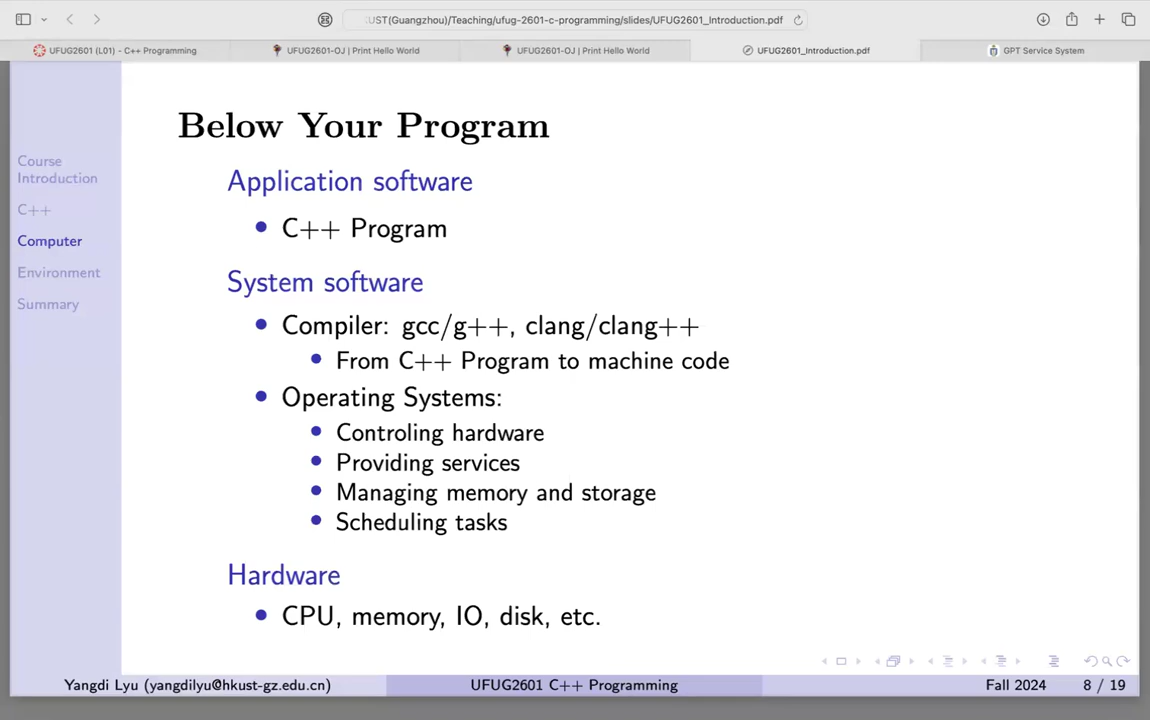 UST(Guangzhou)/Teaching/ufug-2601-c-programming/slides/UFUG2601_Introduction.pdf
UFUG2601 (L01) - C++ Programming
UFUG2601-OJ | Print Hello World
UFUG2601-OJ | Print Hello World
UFUG2601_Introduction.pdf
GPT Service System
Course
Introduction
C++
Computer
Environment
Summary
Below Your Program
Application software
C++ Program
System software
Compiler: gcc/g++, clang/clang++
From C++ Program to machine code
Operating Systems:
Controling hardware
Providing services
Managing memory and storage
Scheduling tasks
Hardware
CPU, memory, IO, disk, etc.
Yangdi Lyu (yangdilyu@hkust-gz.edu.cn)
UFUG2601 C++ Programming
Fall 2024
8 / 19